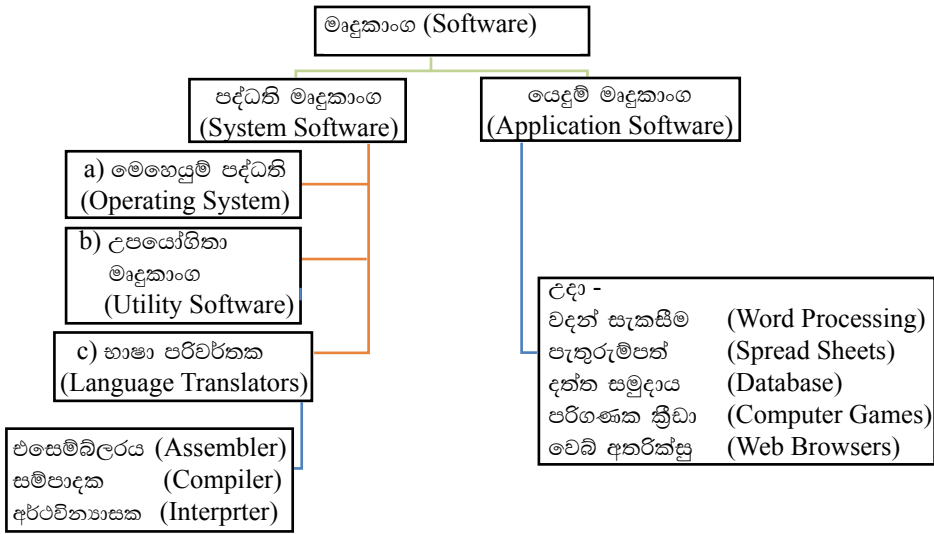 මෘදුකාංග (Software)
පද්ධති මෘදුකාංග
(System Software)
යෙදුම් මෘදුකාංග
(Application Software)
a) මෙහෙයුම් පද්ධති
(Operating System)
b) උපයෝගිතා
මෘදුකාංග
(Utility Software)
c) භාෂා පරිවර්තක
(Language Translators)
එසෙම්බ්ලරය (Assembler)
සම්පාදක (Compiler)
අර්ථවින්‍යාසක (Interprter)
උදා -
වදන් සැකසීම (Word Processing)
පැතුරුම්පත් (Spread Sheets)
දත්ත සමුදාය (Database)
පරිගණක ක්‍රීඩා (Computer Games)
වෙබ් අතරික්සු (Web Browsers)